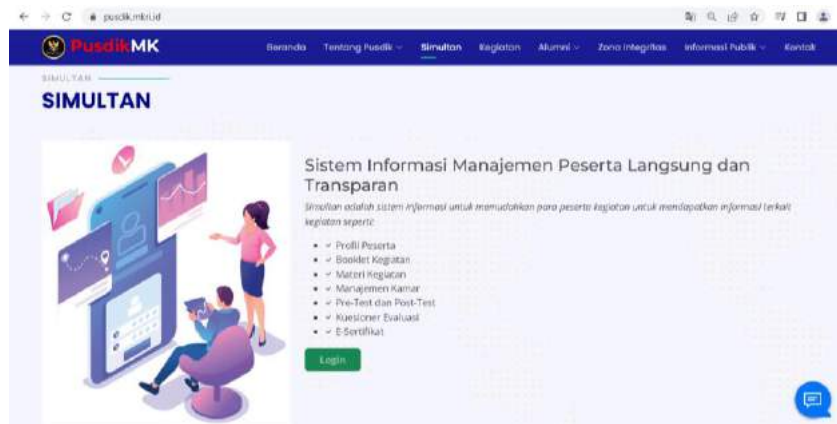 pusdik.mkri.id
PusdikMK
Beranda Tentang Pusdik Simultan Kegiatan Alumni Zona Integritas Informasi Publik Kontak
SIMULTAN
SIMULTAN
Sistem Informasi Manajemen Peserta Langsung dan
Transparan
Simultan adalah sistem informasi untuk memudahkan para peserta kegiatan untuk mendapatkan informasi terkait
kegiatan seperti:
Profil Peserta
Booklet Kegiatan
Materi Kegiatan
Manajemen Kamar
Pre-Test dan Post-Test
Kuesioner Evaluasi
E-Sertifikat
Login